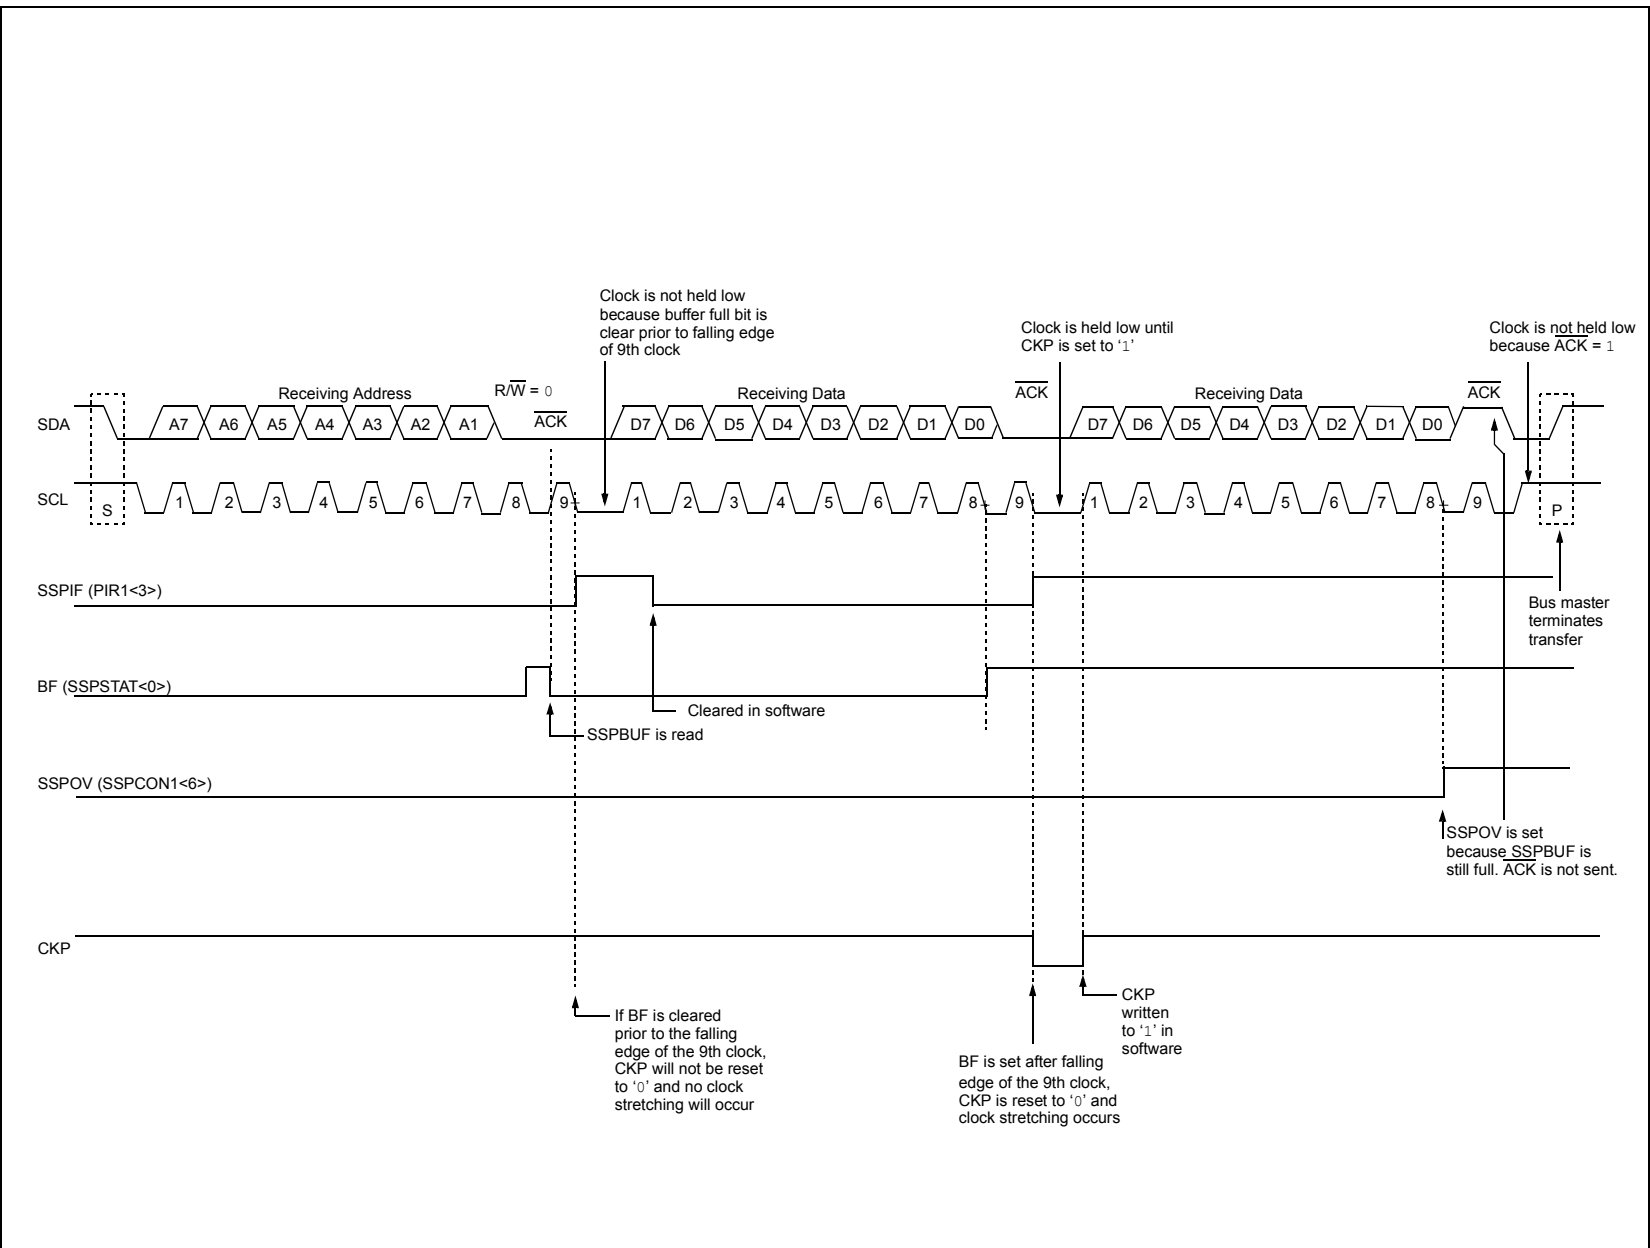 Clock is not held low
because buffer full bit is
clear prior to falling edge
of 9th clock
Clock is held low until
CKP is set to ‘1’
Clock is not held low
because ACK = 1
Receiving Address
R/W = 0
ACK
Receiving Data
ACK
Receiving Data
ACK
SDA
A7 A6 A5 A4 A3 A2 A1
D7 D6 D5 D4 D3 D2 D1 D0
D7 D6 D5 D4 D3 D2 D1 D0
SCL
S
1 2 3 4 5 6 7 8 9
1 2 3 4 5 6 7 8 9
1 2 3 4 5 6 7 8 9
P
SSPIF (PIR1<3>)
Bus master
terminates
transfer
BF (SSPSTAT<0>)
Cleared in software
SSPBUF is read
SSPOV (SSPCON1<6>)
SSPOV is set
because SSPBUF is
still full. ACK is not sent.
CKP
CKP
written
to ‘1’ in
software
If BF is cleared
prior to the falling
edge of the 9th clock,
CKP will not be reset
to ‘0’ and no clock
stretching will occur
BF is set after falling
edge of the 9th clock,
CKP is reset to ‘0’ and
clock stretching occurs